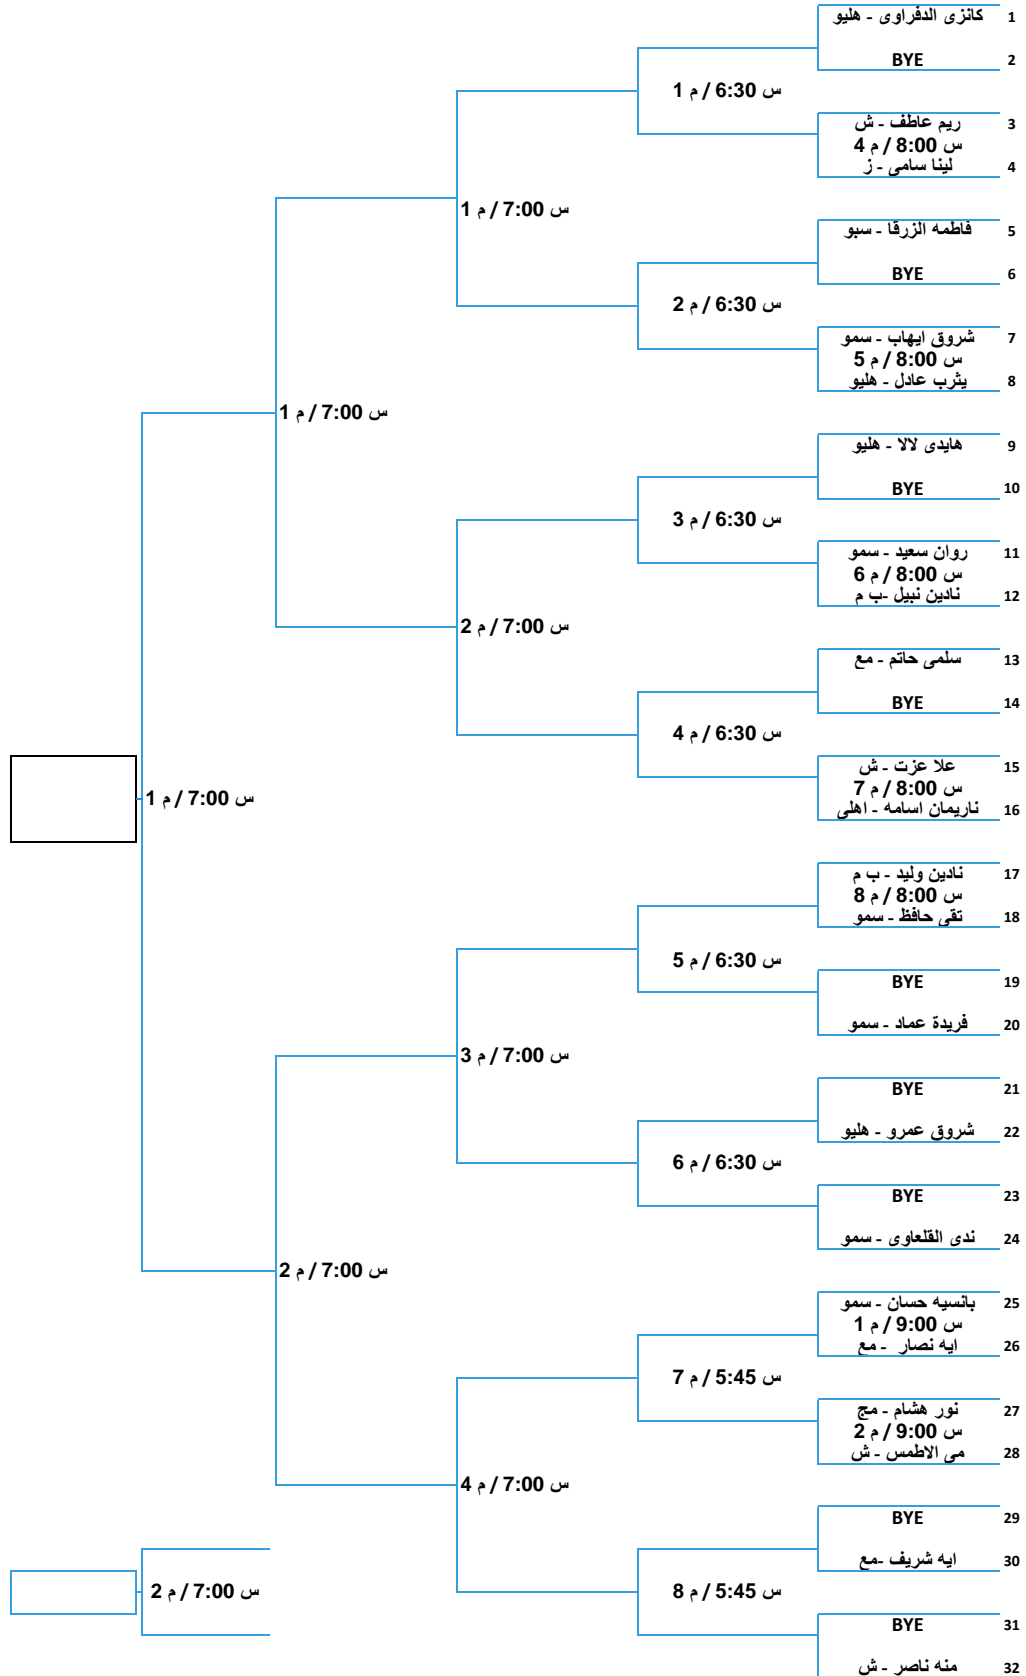 كانزى الدفراوى - هليو 1
BYE 2
س 6:30 / م 1
ريم عاطف - ش 3
س 8:00 / م 4
لينا سامى - ز 4
س 7:00 / م 1
فاطمه الزرقا - سبو 5
BYE 6
س 6:30 / م 2
شروق ايهاب - سمو 7
س 8:00 / م 5
يثرب عادل - هليو 8
س 7:00 / م 1
هايدى لالا - هليو 9
BYE 10
س 6:30 / م 3
روان سعيد - سمو 11
س 8:00 / م 6
نادين نبيل -ب م 12
س 7:00 / م 2
سلمى حاتم - مع 13
BYE 14
س 6:30 / م 4
علا عزت - ش 15
س 8:00 / م 7
ناريمان اسامه - اهلى 16
س 7:00 / م 1
نادين وليد - ب م 17
س 8:00 / م 8
تقى حافظ - سمو 18
س 6:30 / م 5
BYE 19
فريدة عماد - سمو 20
س 7:00 / م 3
BYE 21
شروق عمرو - هليو 22
س 6:30 / م 6
BYE 23
ندى القلعاوى - سمو 24
س 7:00 / م 2
بانسيه حسان - سمو 25
س 9:00 / م 1
ايه نصار - مع 26
س 5:45 / م 7
نور هشام - مج 27
س 9:00 / م 2
مى الاطمس - ش 28
س 7:00 / م 4
BYE 29
ايه شريف -مع 30
س 5:45 / م 8
س 7:00 / م 2
BYE 31
منه ناصر - ش 32